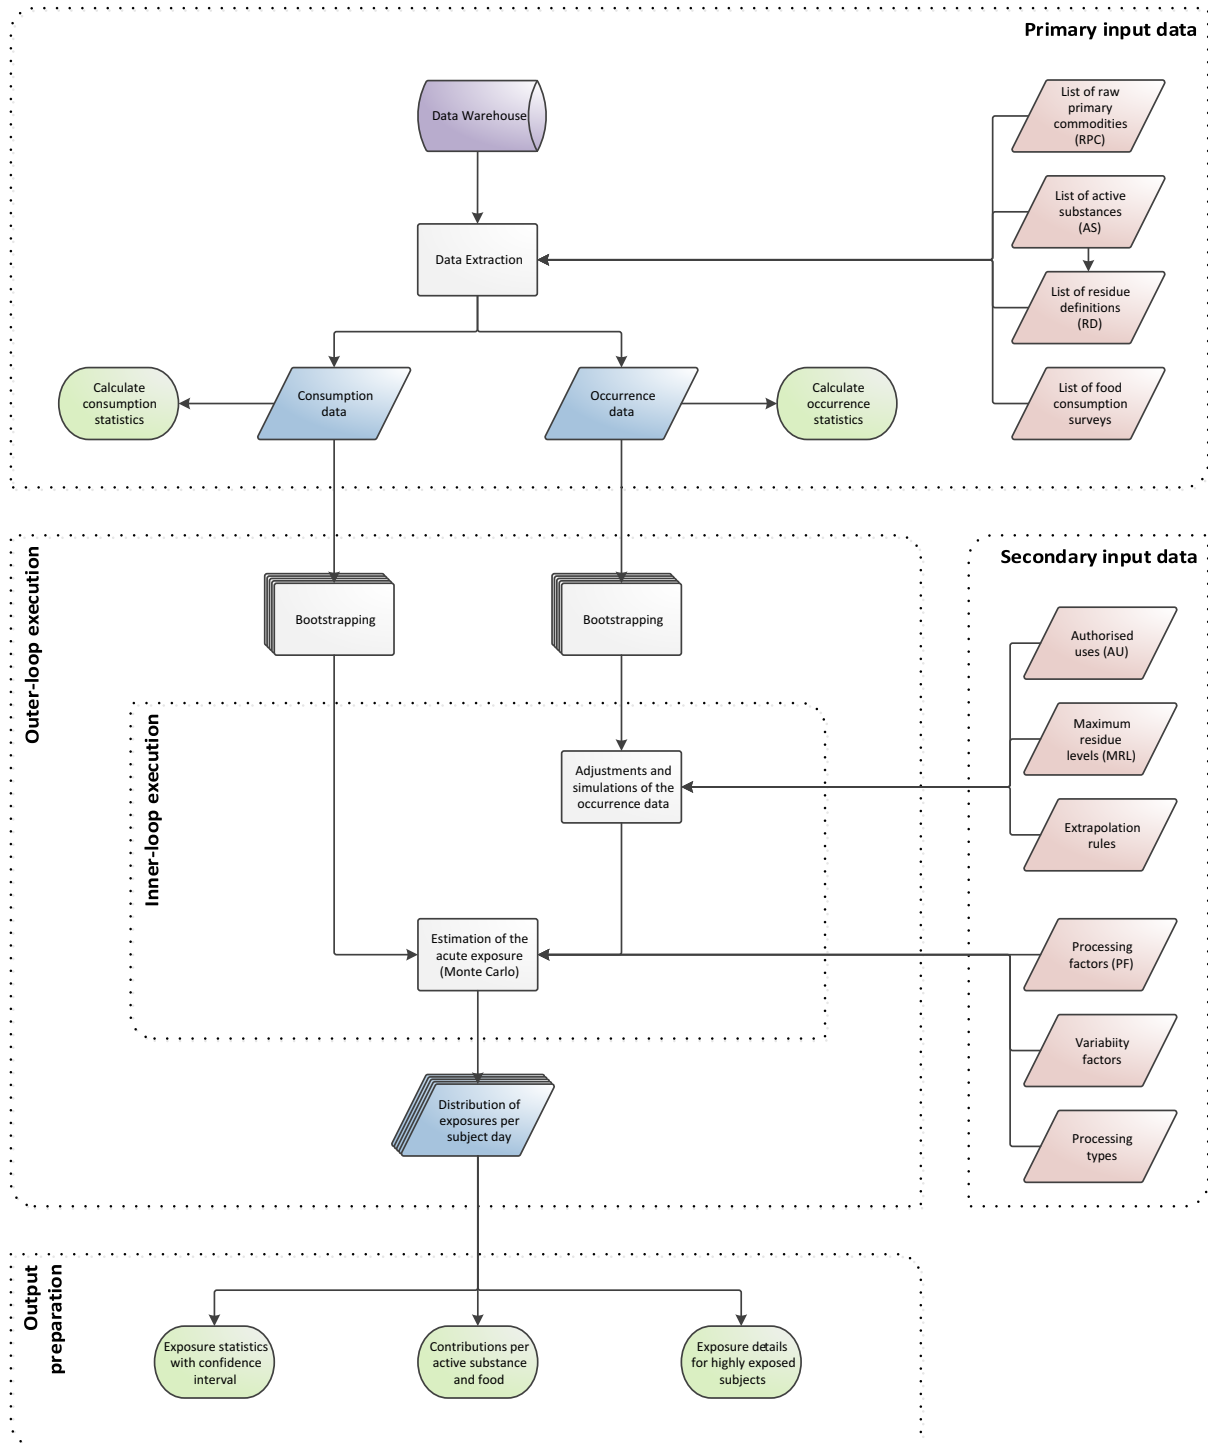 Primary input data
Data Warehouse
List of raw
primary
commodities
(RPC)
List of active
substances
(AS)
Data Extraction
List of residue
definitions
(RD)
Calculate
consumption
statistics
Consumption
data
Occurrence
data
Calculate
occurrence
statistics
List of food
consumption
surveys
Outer-loop execution
Secondary input data
Bootstrapping
Bootstrapping
Authorised
uses (AU)
Inner-loop execution
Maximum
residue
levels (MRL)
Adjustments and
simulations of the
occurrence data
Extrapolation
rules
Estimation of the
acute exposure
(Monte Carlo)
Processing
factors (PF)
Variabiity
factors
Distribution of
exposures per
subject day
Processing
types
Output
preparation
Exposure statistics
with confidence
interval
Contributions per
active substance
and food
Exposure details
for highly exposed
subjects